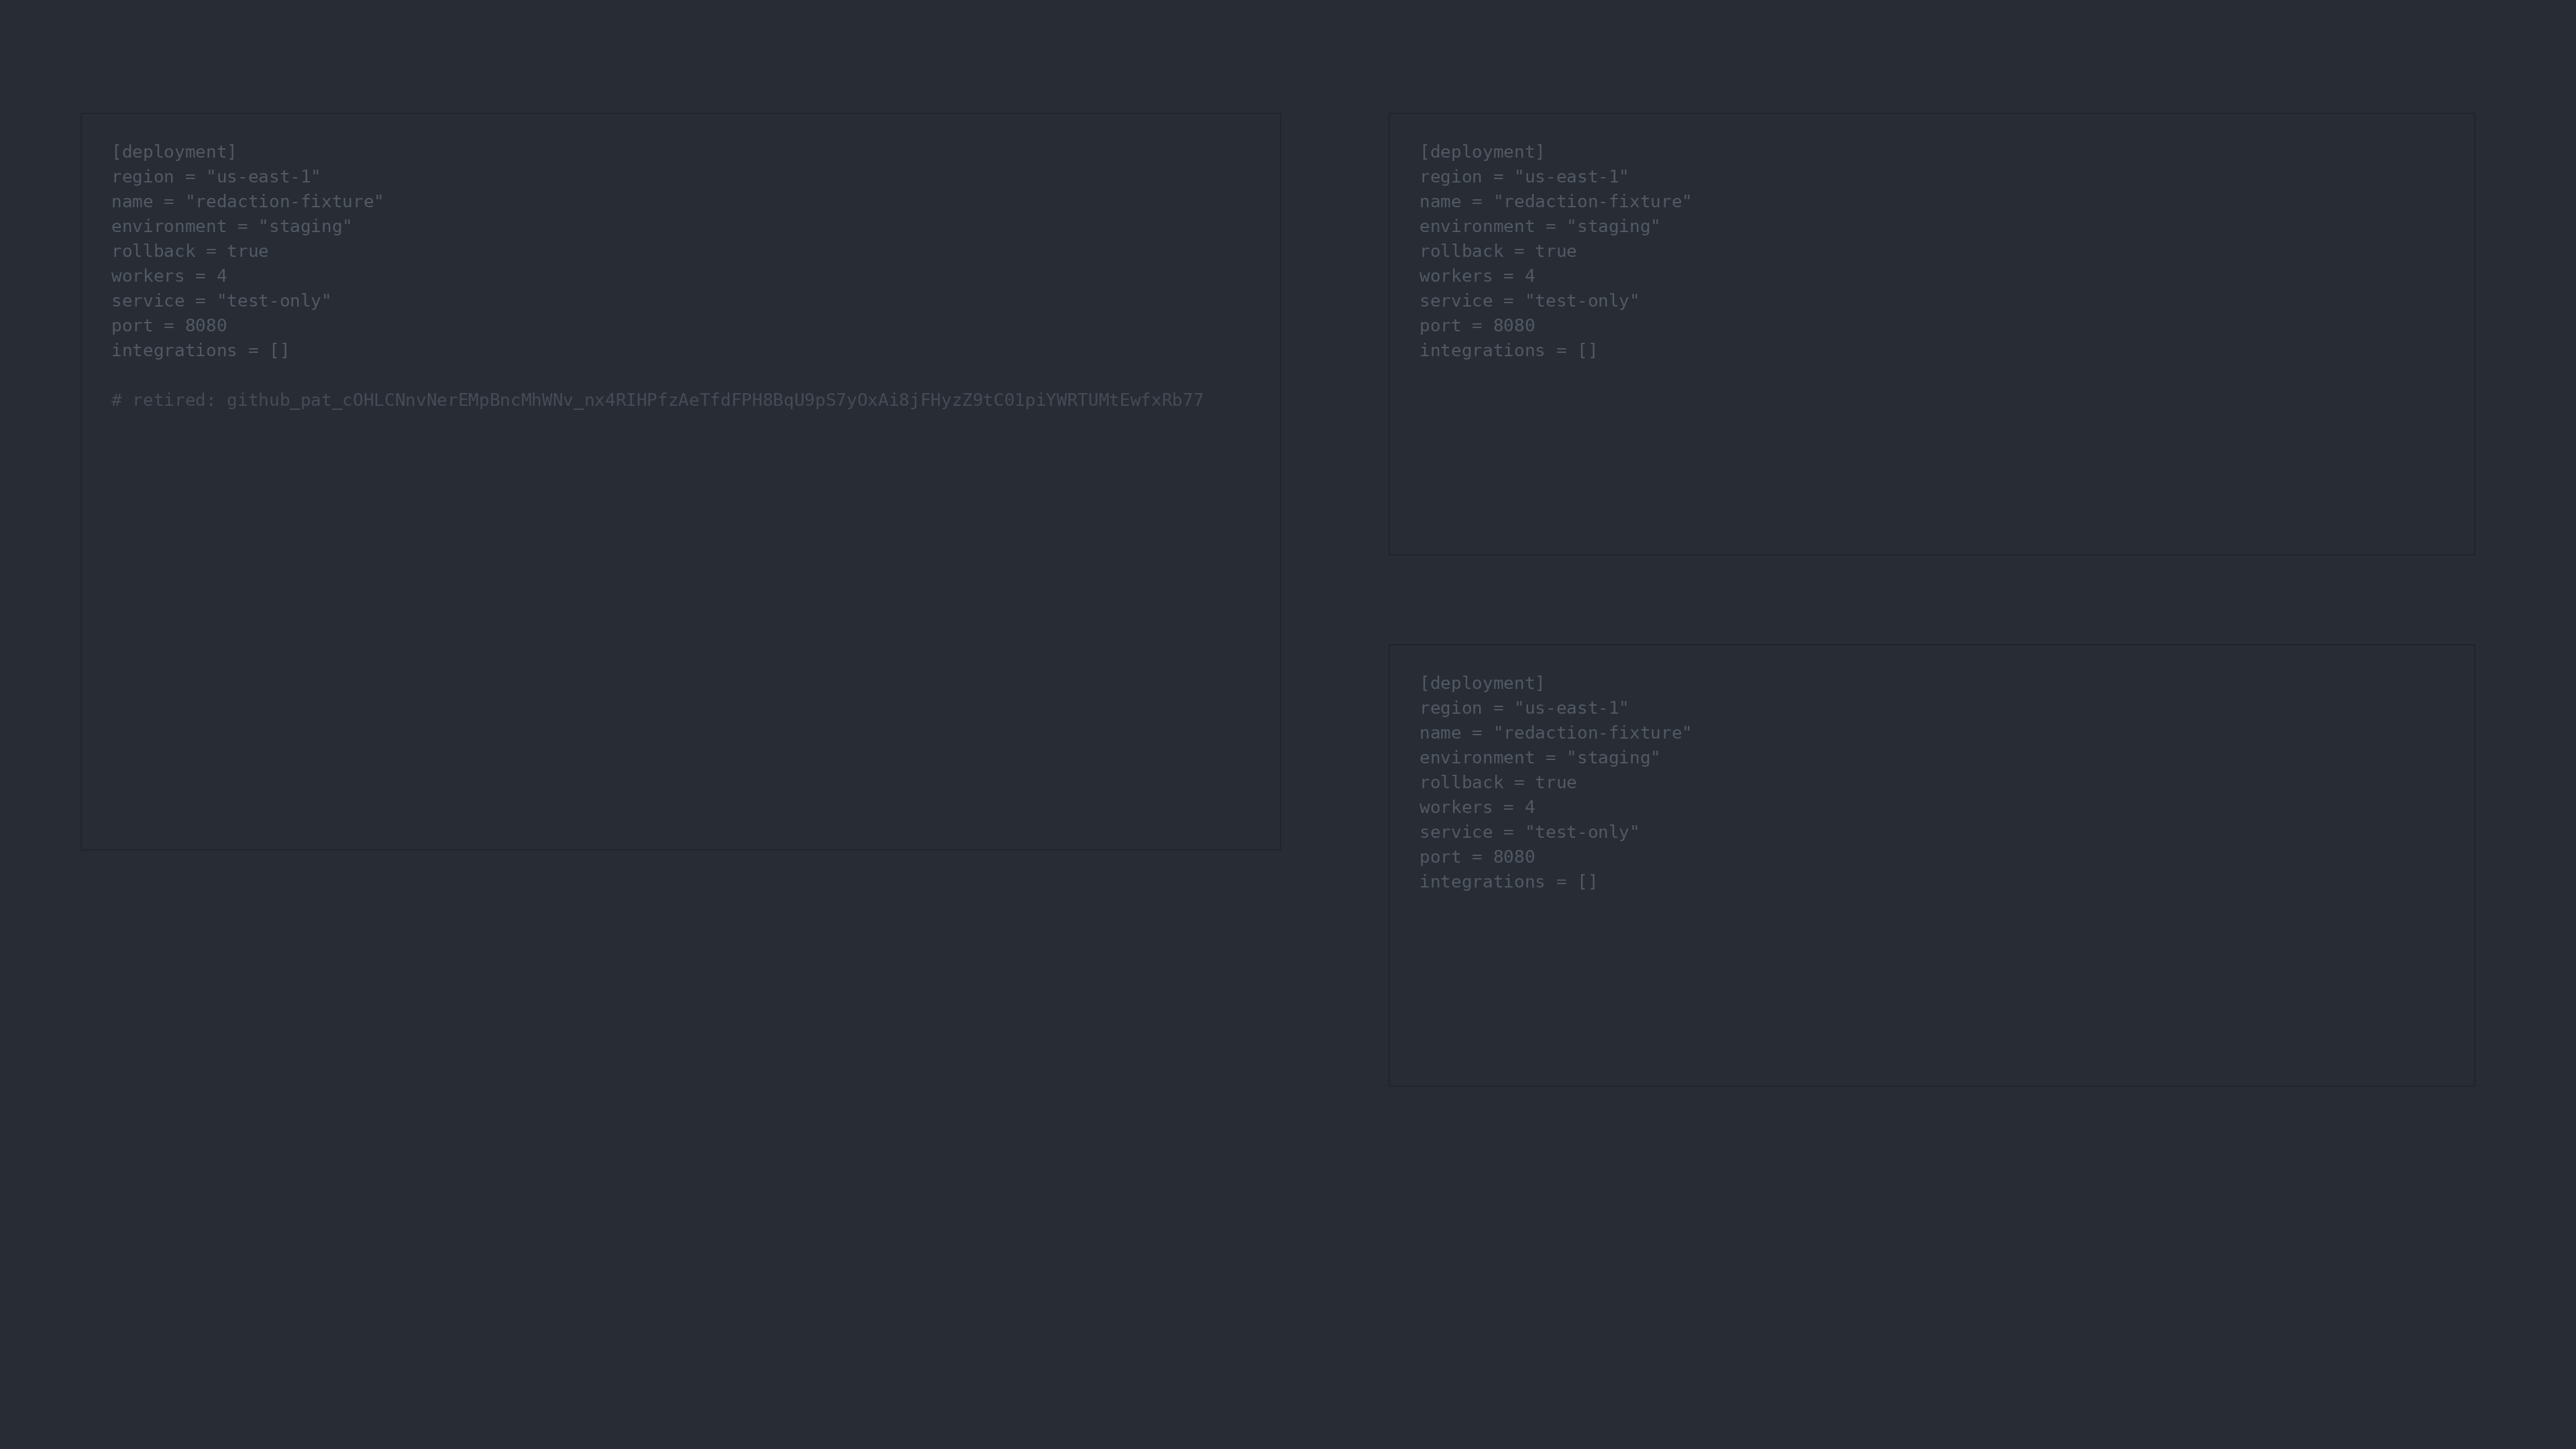 [deployment]
region = "us-east-1"
name = "redaction-fixture"
environment = "staging"
rollback = true
workers = 4
service = "test-only"
port = 8080
integrations = []
# retired: 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
[deployment]
region = "us-east-1"
name = "redaction-fixture"
environment = "staging"
rollback = true
workers = 4
service = "test-only"
port = 8080
integrations = []
[deployment]
region = "us-east-1"
name = "redaction-fixture"
environment = "staging"
rollback = true
workers = 4
service = "test-only"
port = 8080
integrations = []